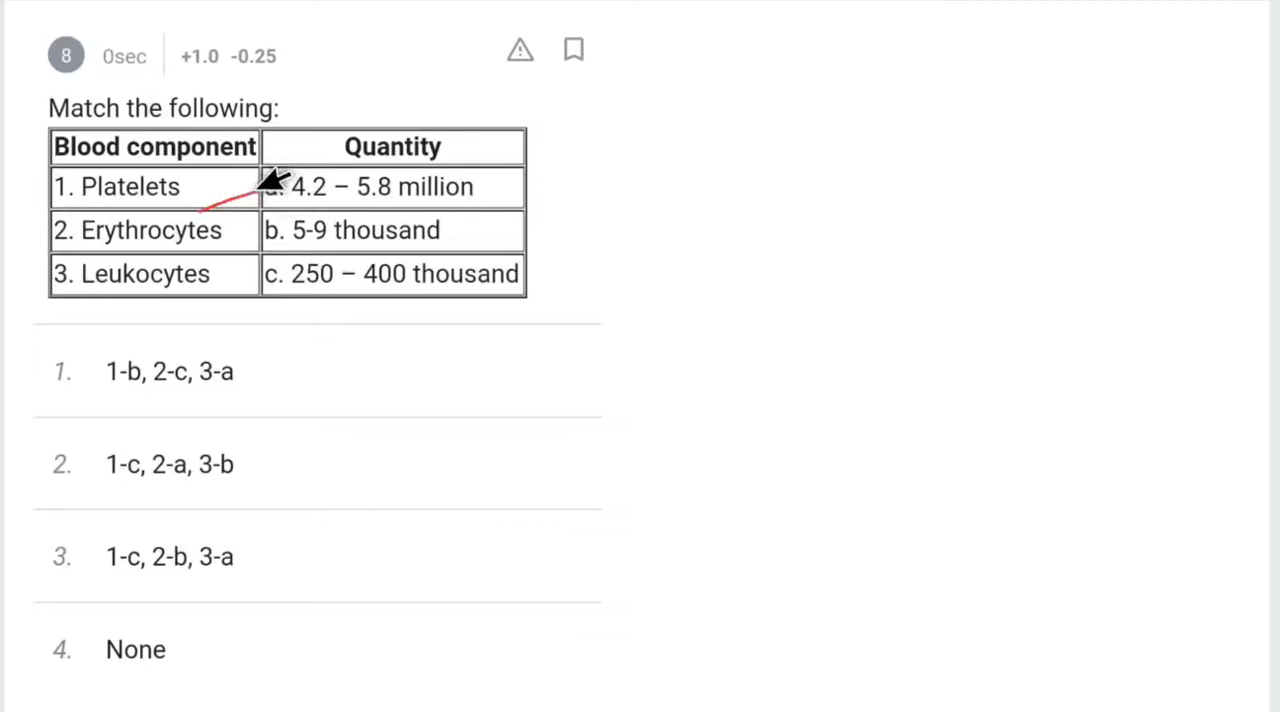 8 0sec +1.0 -0.25
Match the following:
Blood component Quantity
1. Platelets a. 4.2 – 5.8 million
2. Erythrocytes b. 5-9 thousand
3. Leukocytes c. 250 – 400 thousand
1. 1-b, 2-c, 3-a
2. 1-c, 2-a, 3-b
3. 1-c, 2-b, 3-a
4. None